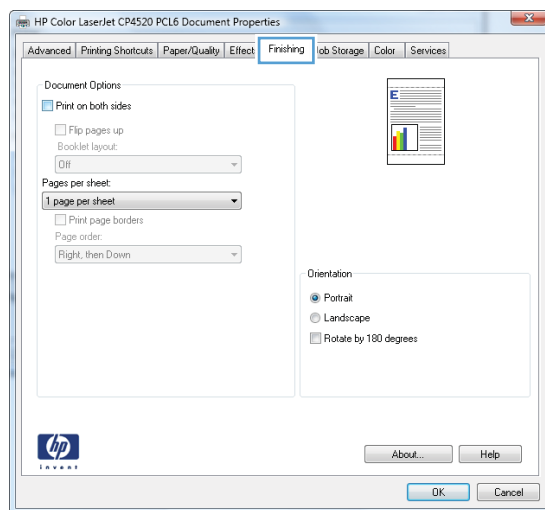 HP Color LaserJet CP4520 PCL6 Document Properties
Advanced Printing Shortcuts Paper/Quality Effect Finishing ob Storage Color Services
Document Options
Print on both sides
Flip pages up
Booklet layout:
Off
Pages per sheet:
1 page per sheet
Print page borders
Page order:
Right, then Down
E
Orientation
Portrait
Landscape
Rotate by 180 degrees
hp
invent
About... Help
OK Cancel